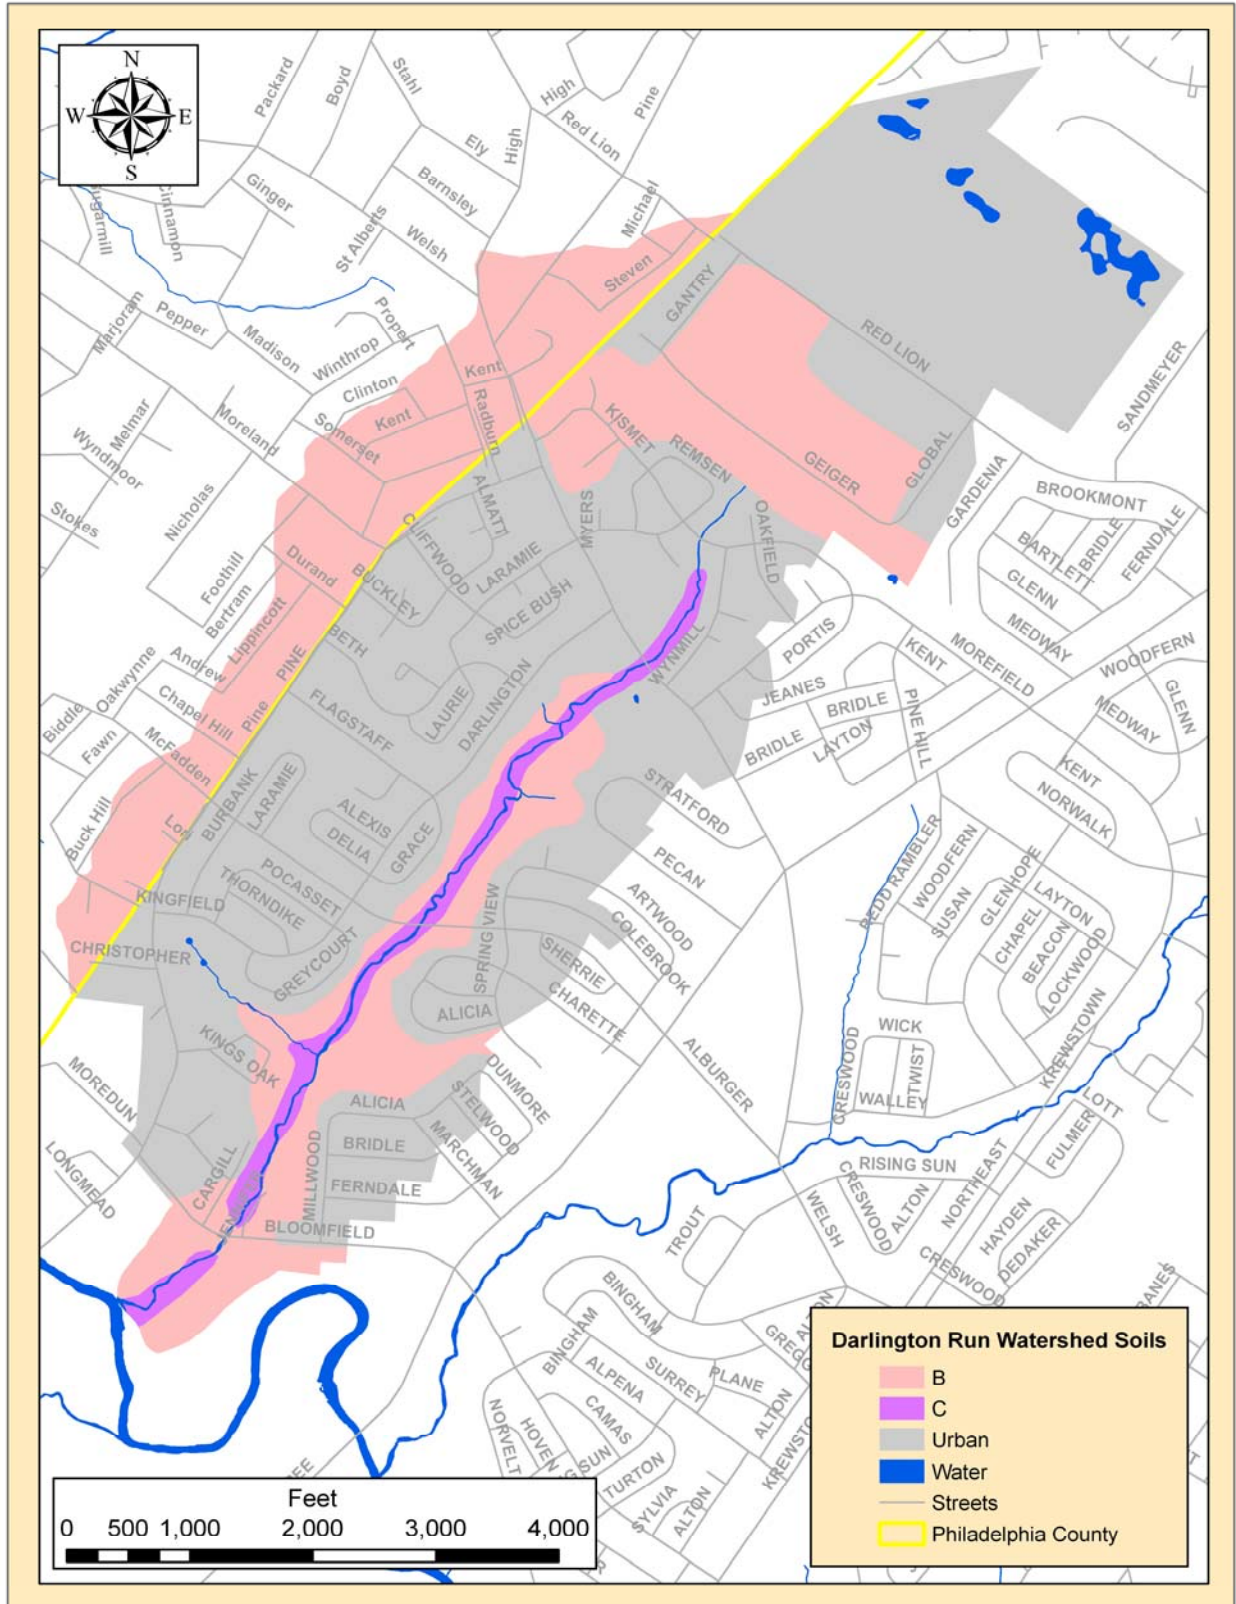 N
W E
S
Packard
Boyd
Stahl
High
Pine
Red Lion
Ely
High
Barnsley
Ginger
Cinnamon
St Alberts
Welsh
Michael
Steven
GANTRY
Marjoram
Pepper
Madison
Propert
Winthrop
Clinton
Kent
Kent
Radburn
Somerset
Moreland
Melmar
Wyndmoor
Stokes
Nicholas
RED LION
SANDMEYER
KISMET
REMSEN
GEIGER
GLOBAL
GARDENIA
BROOKMONT
BARTLETT
BRIDLE
FERNDALE
GLENN
MEDWAY
ALMATT
MYERS
OAKFIELD
CLIFFWOOD
LARAMIE
SPICE BUSH
BUCKLEY
Durand
Foothill
Bertram
Lippincott
BETH
PINE
Andrew
Oakwynne
Chapel Hill
Pine
Biddle
Fawn
McFadden
FLAGSTAFF
LAURIE
DARLINGTON
WYNMILL
PORTIS
KENT
MOREFIELD
WOODFERN
GLENN
MEDWAY
JEANES
BRIDLE
LAYTON
BRIDLE
PINE HILL
KENT
NORWALK
STRATFORD
Buck Hill
Lori
BURBANK
LARAMIE
ALEXIS
DELIA
GRACE
PECAN
REDD RAMBLER
WOODFERN
SUSAN
GLENHOPE
LAYTON
CHAPEL
BEACON
LOCKWOOD
KINGFIELD
POCASSET
THORNDIKE
ARTWOOD
COLEBROOK
SPRING VIEW
CHRISTOPHER
GREYCOURT
SHERRIE
CHARETTE
ALICIA
KINGS OAK
MOREDUN
ALBURGER
WICK
TWIST
CRESWOOD
WALLEY
KREWSTOWN
LOTT
FULMER
DUNMORE
STELWOOD
ALICIA
BRIDLE
MARCHMAN
FERNDALE
MILLWOOD
LONGMEAD
CARGILL
BLOOMFIELD
RISING SUN
CRESWOOD
ALTON
NORTHEAST
HAYDEN
DEDAKER
WELSH
TROUT
CRESWOOD
BINGHAM
BINGHAM
ALPENA
SURREY
PLANE
CAMAS
ALTON
NORVELT
HOVEN
TURTON
SYLVIA
ALTON
Darlington Run Watershed Soils
B
C
Urban
Water
Streets
Philadelphia County
Feet
0 500 1,000 2,000 3,000 4,000